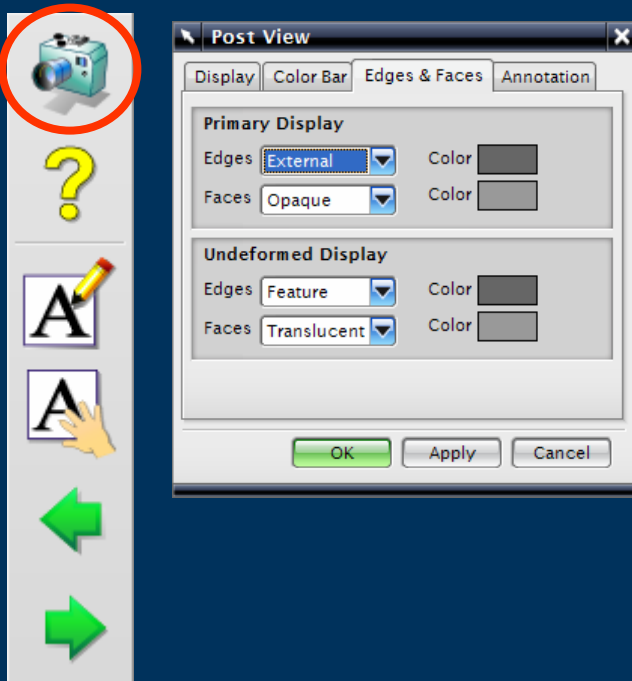 Post View
Display Color Bar Edges & Faces Annotation
Primary Display
Edges External Color
Faces Opaque Color
Undeformed Display
Edges Feature Color
Faces Translucent Color
OK Apply Cancel
?
A
A